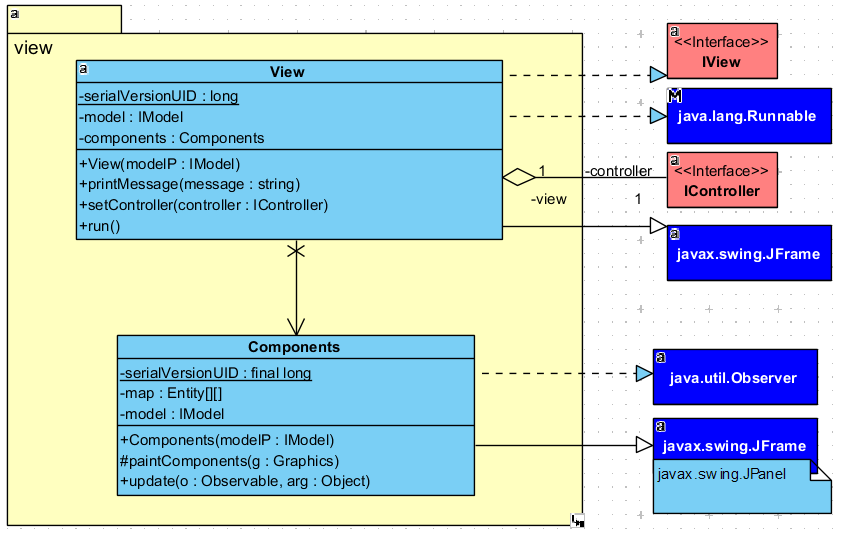 a
view
a
View
-serialVersionUID : long
-model : IModel
-components : Components
+View(modelP : IModel)
+printMessage(message : string)
+setController(controller : IController)
+run()
a
<<Interface>>
IView
M
java.lang.Runnable
a
<<Interface>>
IController
1
-controller
-view
1
a
javax.swing.JFrame
Components
-serialVersionUID : final long
-map : Entity[][]
-model : IModel
+Components(modelP : IModel)
#paintComponents(g : Graphics)
+update(o : Observable, arg : Object)
a
java.util.Observer
a
javax.swing.JFrame
javax.swing.JPanel